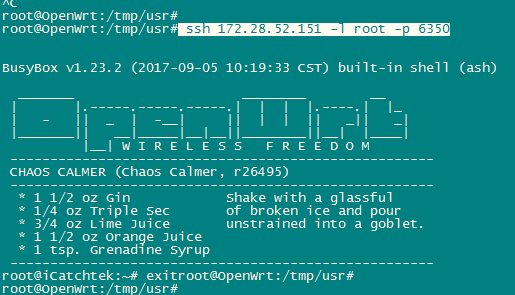 ^C
root@OpenWrt:/tmp/usr#
root@OpenWrt:/tmp/usr# ssh 172.28.52.151 -l root -p 6350
BusyBox v1.23.2 (2017-09-05 10:19:33 CST) built-in shell (ash)
OpenWrt
W I R E L E S S   F R E E D O M
-----------------------------------------------------
CHAOS CALMER (Chaos Calmer, r26495)
-----------------------------------------------------
* 1 1/2 oz Gin            Shake with a glassful
* 1/4 oz Triple Sec       of broken ice and pour
* 3/4 oz Lime Juice       unstrained into a goblet.
* 1 1/2 oz Orange Juice
* 1 tsp. Grenadine Syrup
-----------------------------------------------------
root@iCatchtek:~# exitroot@OpenWrt:/tmp/usr#
root@OpenWrt:/tmp/usr#